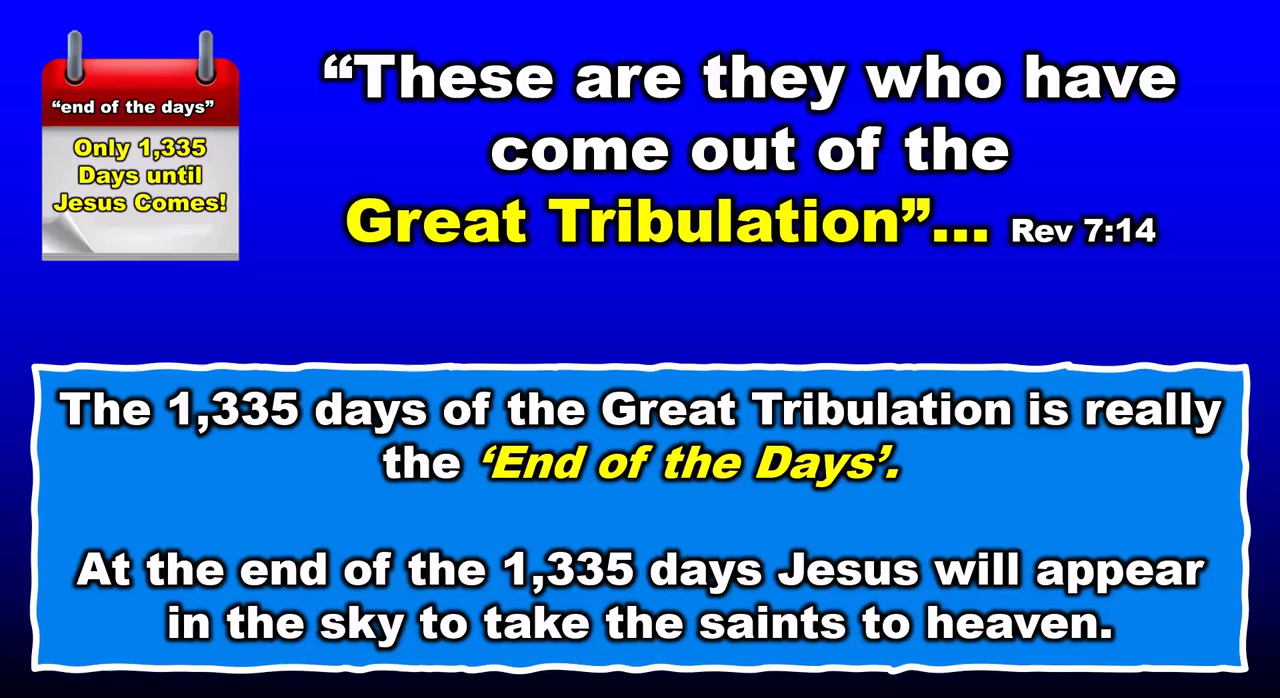 “end of the days”
Only 1,335
Days until
Jesus Comes!
“These are they who have
come out of the
Great Tribulation”... Rev 7:14
The 1,335 days of the Great Tribulation is really
the ‘End of the Days’.
At the end of the 1,335 days Jesus will appear
in the sky to take the saints to heaven.